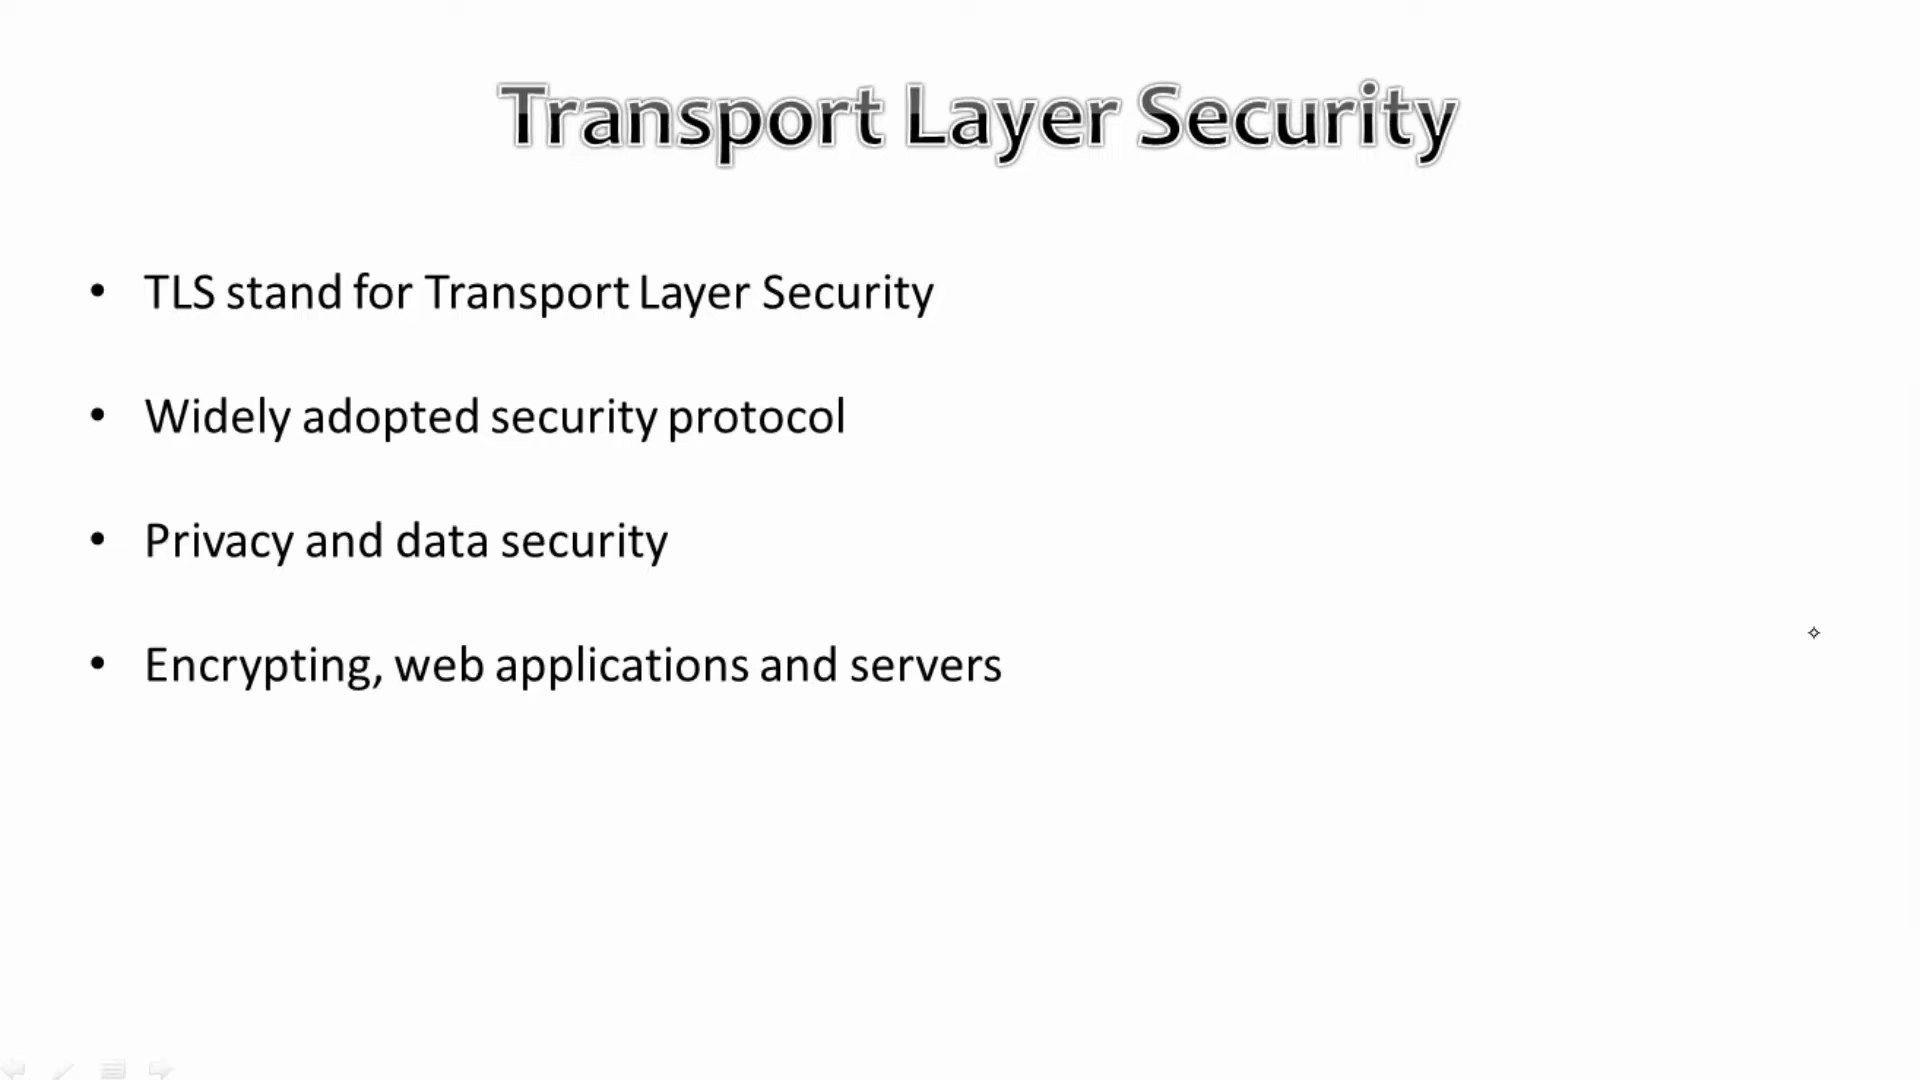 Transport Layer Security
• TLS stand for Transport Layer Security
• Widely adopted security protocol
• Privacy and data security
• Encrypting, web applications and servers